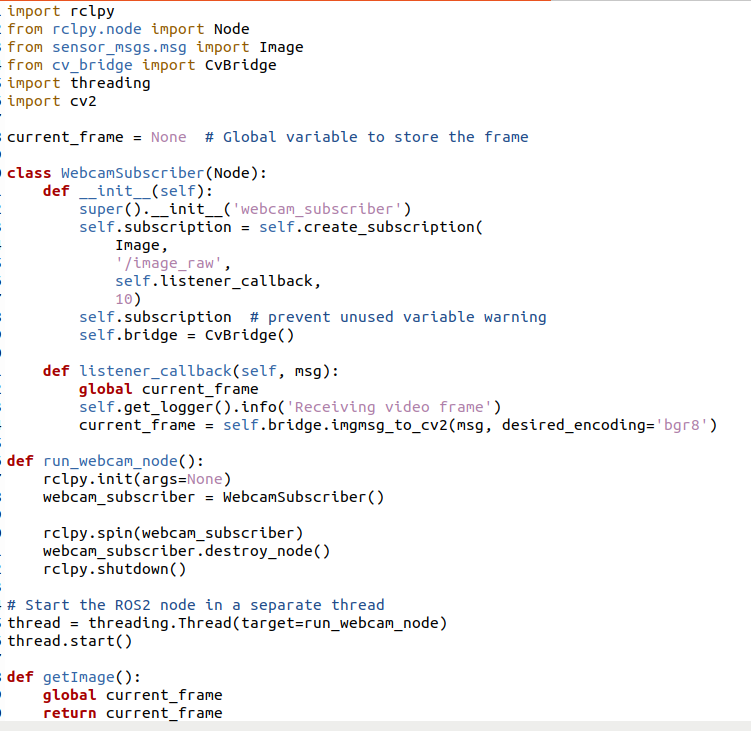 import rclpy
from rclpy.node import Node
from sensor_msgs.msg import Image
from cv_bridge import CvBridge
import threading
import cv2

current_frame = None  # Global variable to store the frame

class WebcamSubscriber(Node):
    def __init__(self):
        super().__init__('webcam_subscriber')
        self.subscription = self.create_subscription(
            Image,
            '/image_raw',
            self.listener_callback,
            10)
        self.subscription  # prevent unused variable warning
        self.bridge = CvBridge()

    def listener_callback(self, msg):
        global current_frame
        self.get_logger().info('Receiving video frame')
        current_frame = self.bridge.imgmsg_to_cv2(msg, desired_encoding='bgr8')

def run_webcam_node():
    rclpy.init(args=None)
    webcam_subscriber = WebcamSubscriber()

    rclpy.spin(webcam_subscriber)
    webcam_subscriber.destroy_node()
    rclpy.shutdown()

# Start the ROS2 node in a separate thread
thread = threading.Thread(target=run_webcam_node)
thread.start()

def getImage():
    global current_frame
    return current_frame